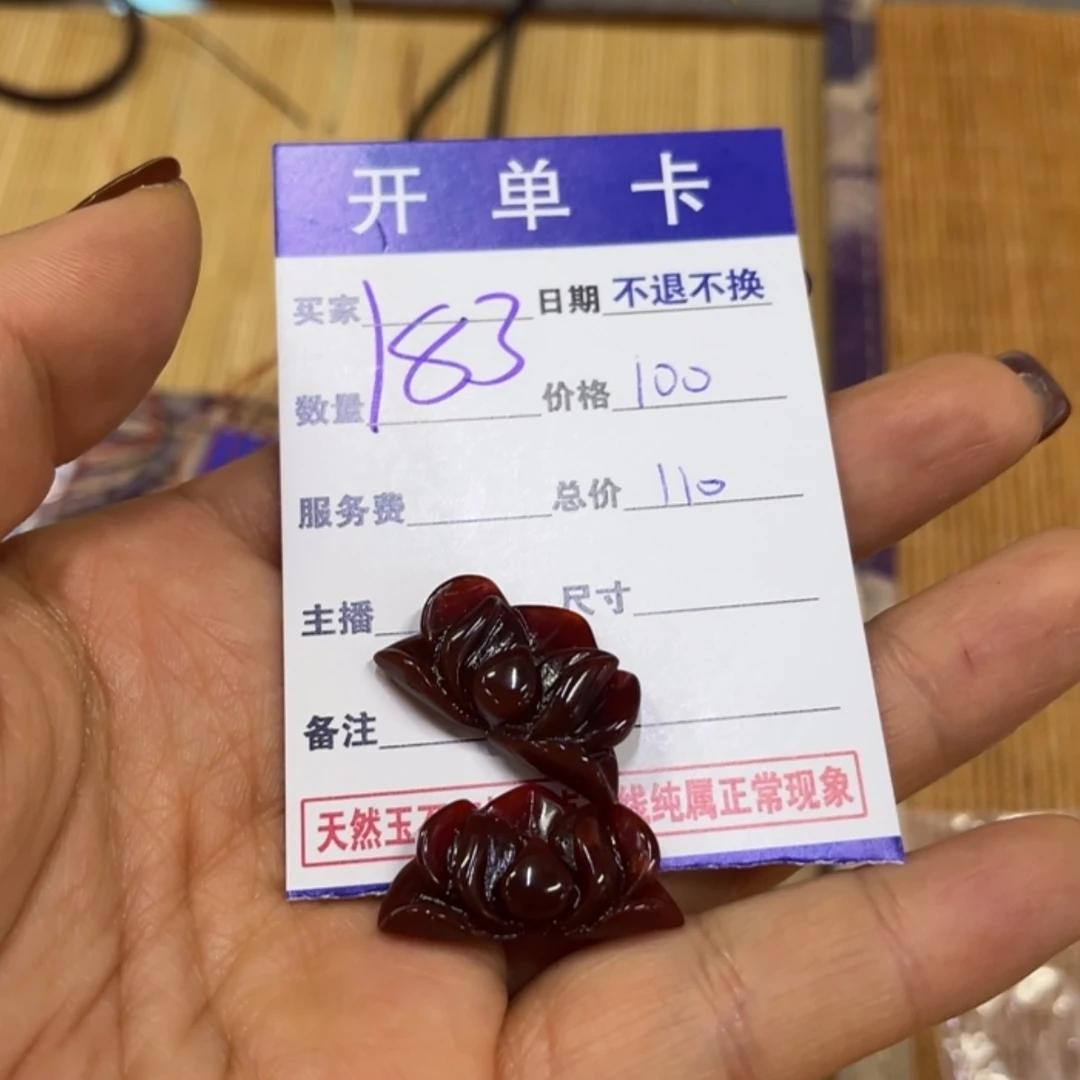 开单卡
买家 183 日期 不退不换
数量 价格 100
服务费 总价 110
主播 尺寸
备注
天然玉 线纯属正常现象